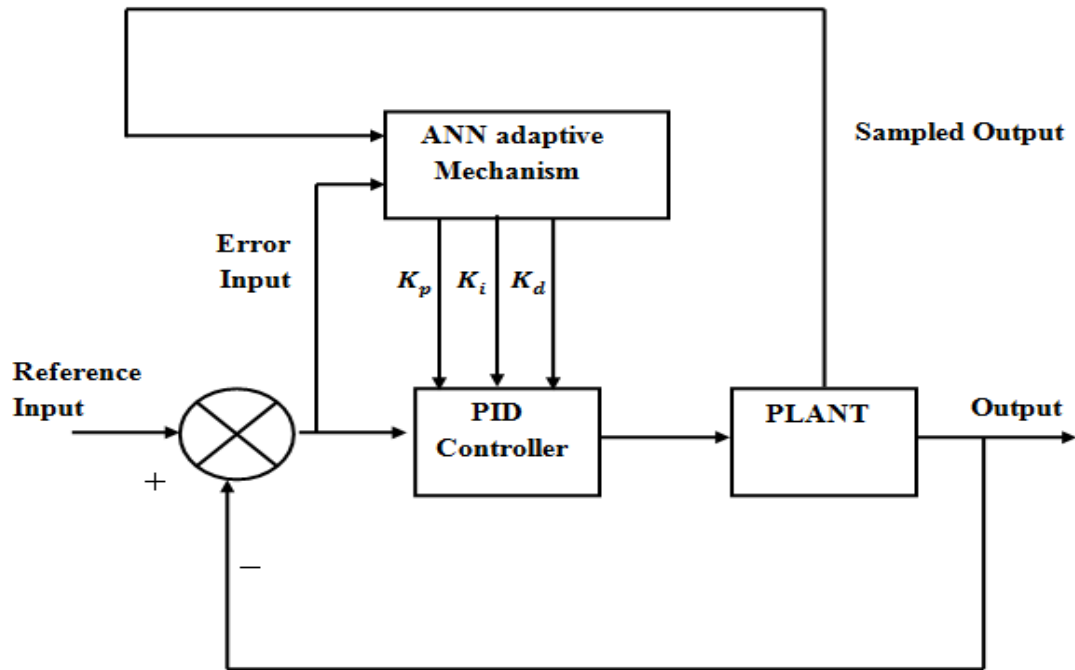 ANN adaptive
Mechanism
Sampled Output
Error
Input
K_p K_i K_d
Reference
Input
PID
Controller
PLANT
Output
+
−